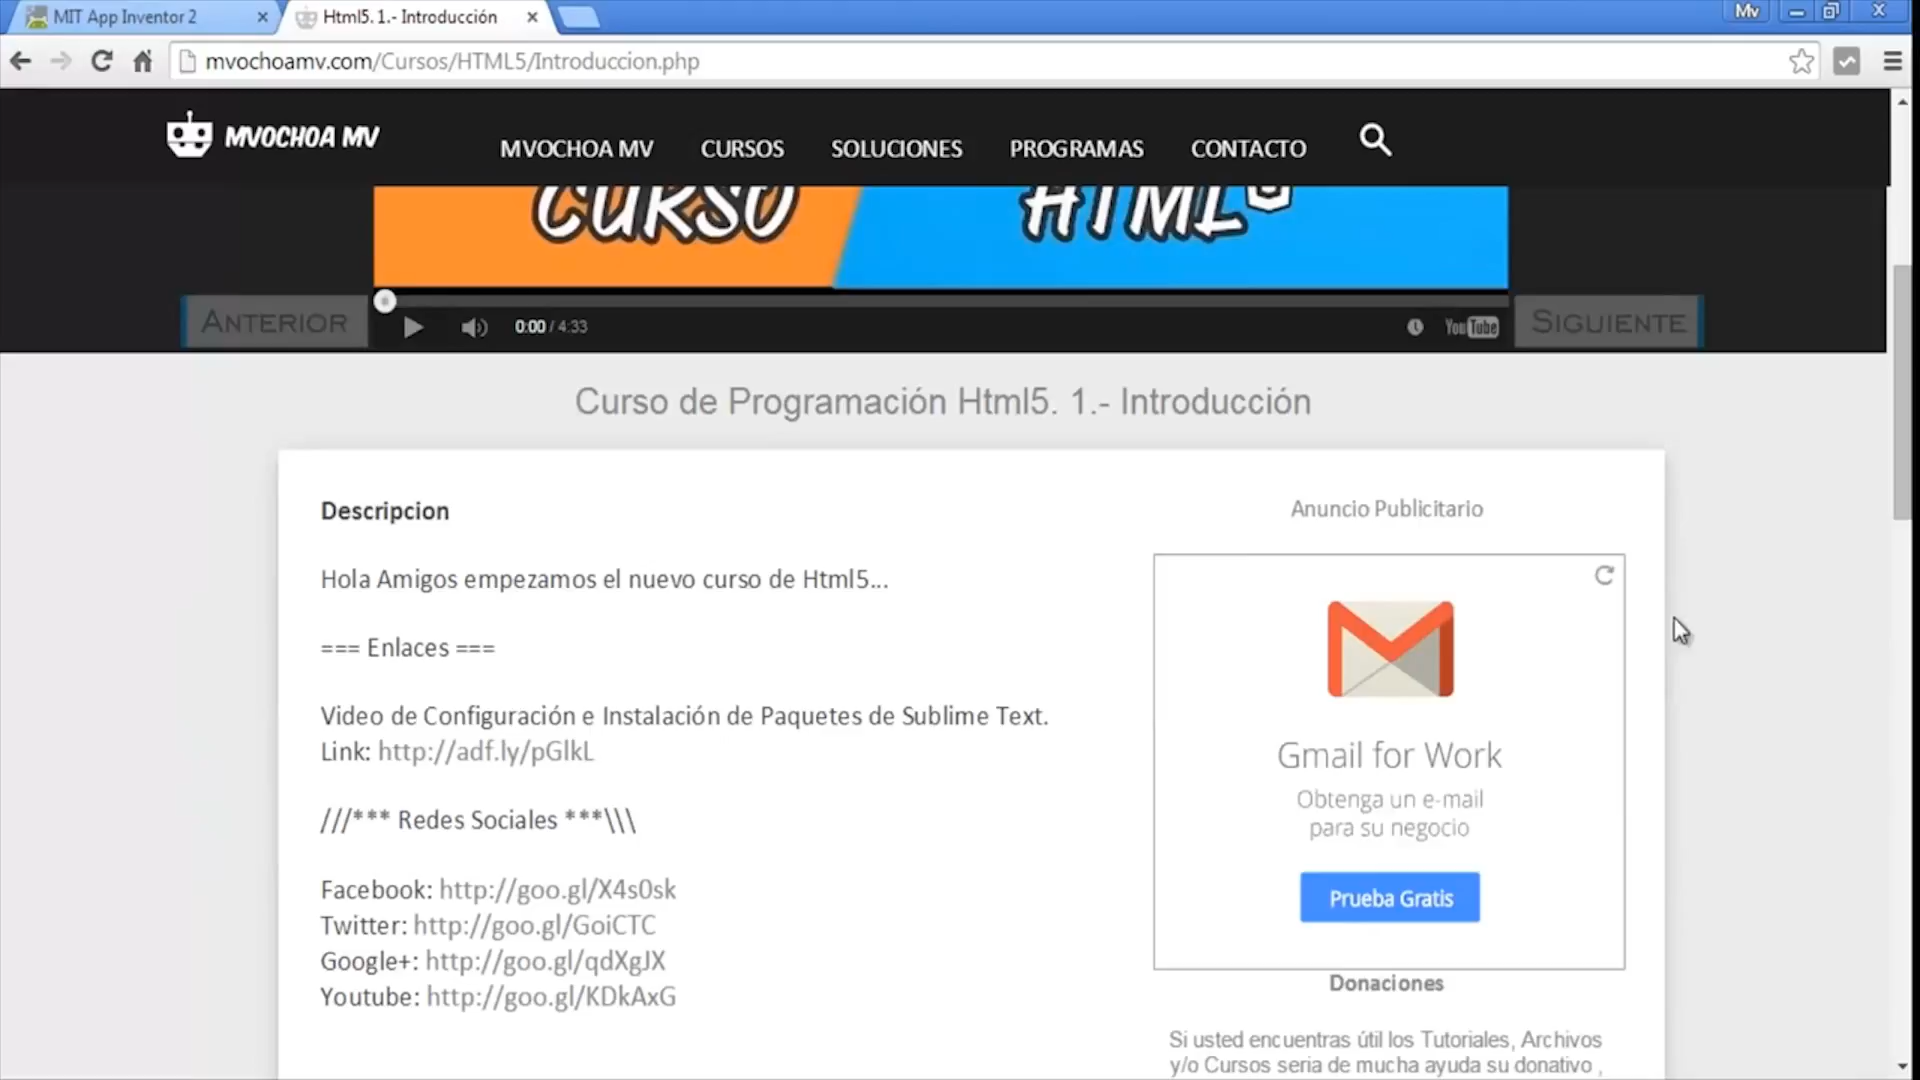 MIT App Inventor 2
Html5. 1.- Introducción
Mv
mvochoamv.com/Cursos/HTML5/Introduccion.php
MVOCHOA MV
MVOCHOA MV
CURSOS
SOLUCIONES
PROGRAMAS
CONTACTO
CURSO
HTML5
ANTERIOR
0:00 / 4:33
YouTube
SIGUIENTE
Curso de Programación Html5. 1.- Introducción
Descripcion
Hola Amigos empezamos el nuevo curso de Html5...
=== Enlaces ===
Video de Configuración e Instalación de Paquetes de Sublime Text.
Link: http://adf.ly/pGlkL
///*** Redes Sociales ***\\\
Facebook: http://goo.gl/X4s0sk
Twitter: http://goo.gl/GoiCTC
Google+: http://goo.gl/qdXgJX
Youtube: http://goo.gl/KDkAxG
Anuncio Publicitario
Gmail for Work
Obtenga un e-mail
para su negocio
Prueba Gratis
Donaciones
Si usted encuentras útil los Tutoriales, Archivos
y/o Cursos seria de mucha ayuda su donativo ,